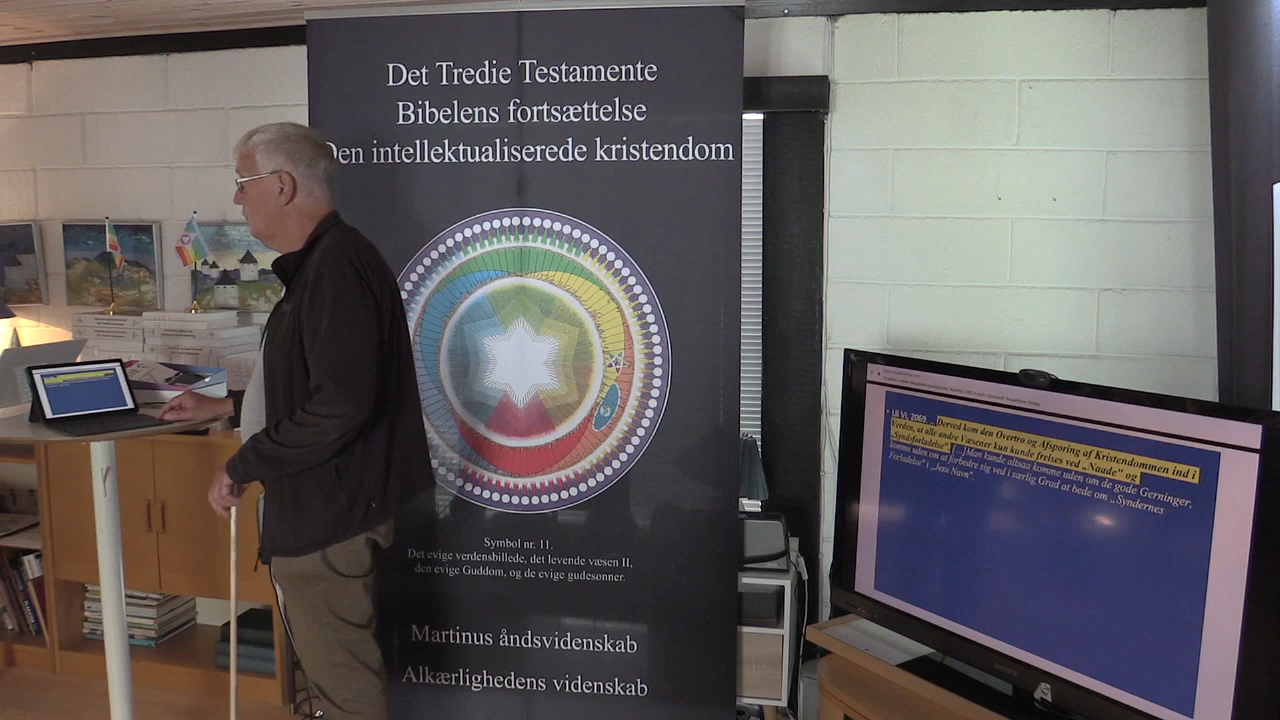 Det Tredie Testamente
Bibelens fortsættelse
Den intellektualiserede kristendom
Symbol nr. 11.
Det evige verdensbillede, det levende væsen II,
den evige Guddom, og de evige gudesønner.
Martinus åndsvidenskab
Alkærlighedens videnskab
• LB VI. 2069. „ Derved kom den Overtro og Afsporing af Kristendommen ind i
Verden, at alle andre Væsener kun kunde frelses ved „Naade" og
„Syndsforladelse". [...] Man kunde altsaa komme uden om de gode Gerninger,
komme uden om at forbedre sig ved i særlig Grad at bede om „Syndernes
Forladelse" i „Jesu Navn".
SONY